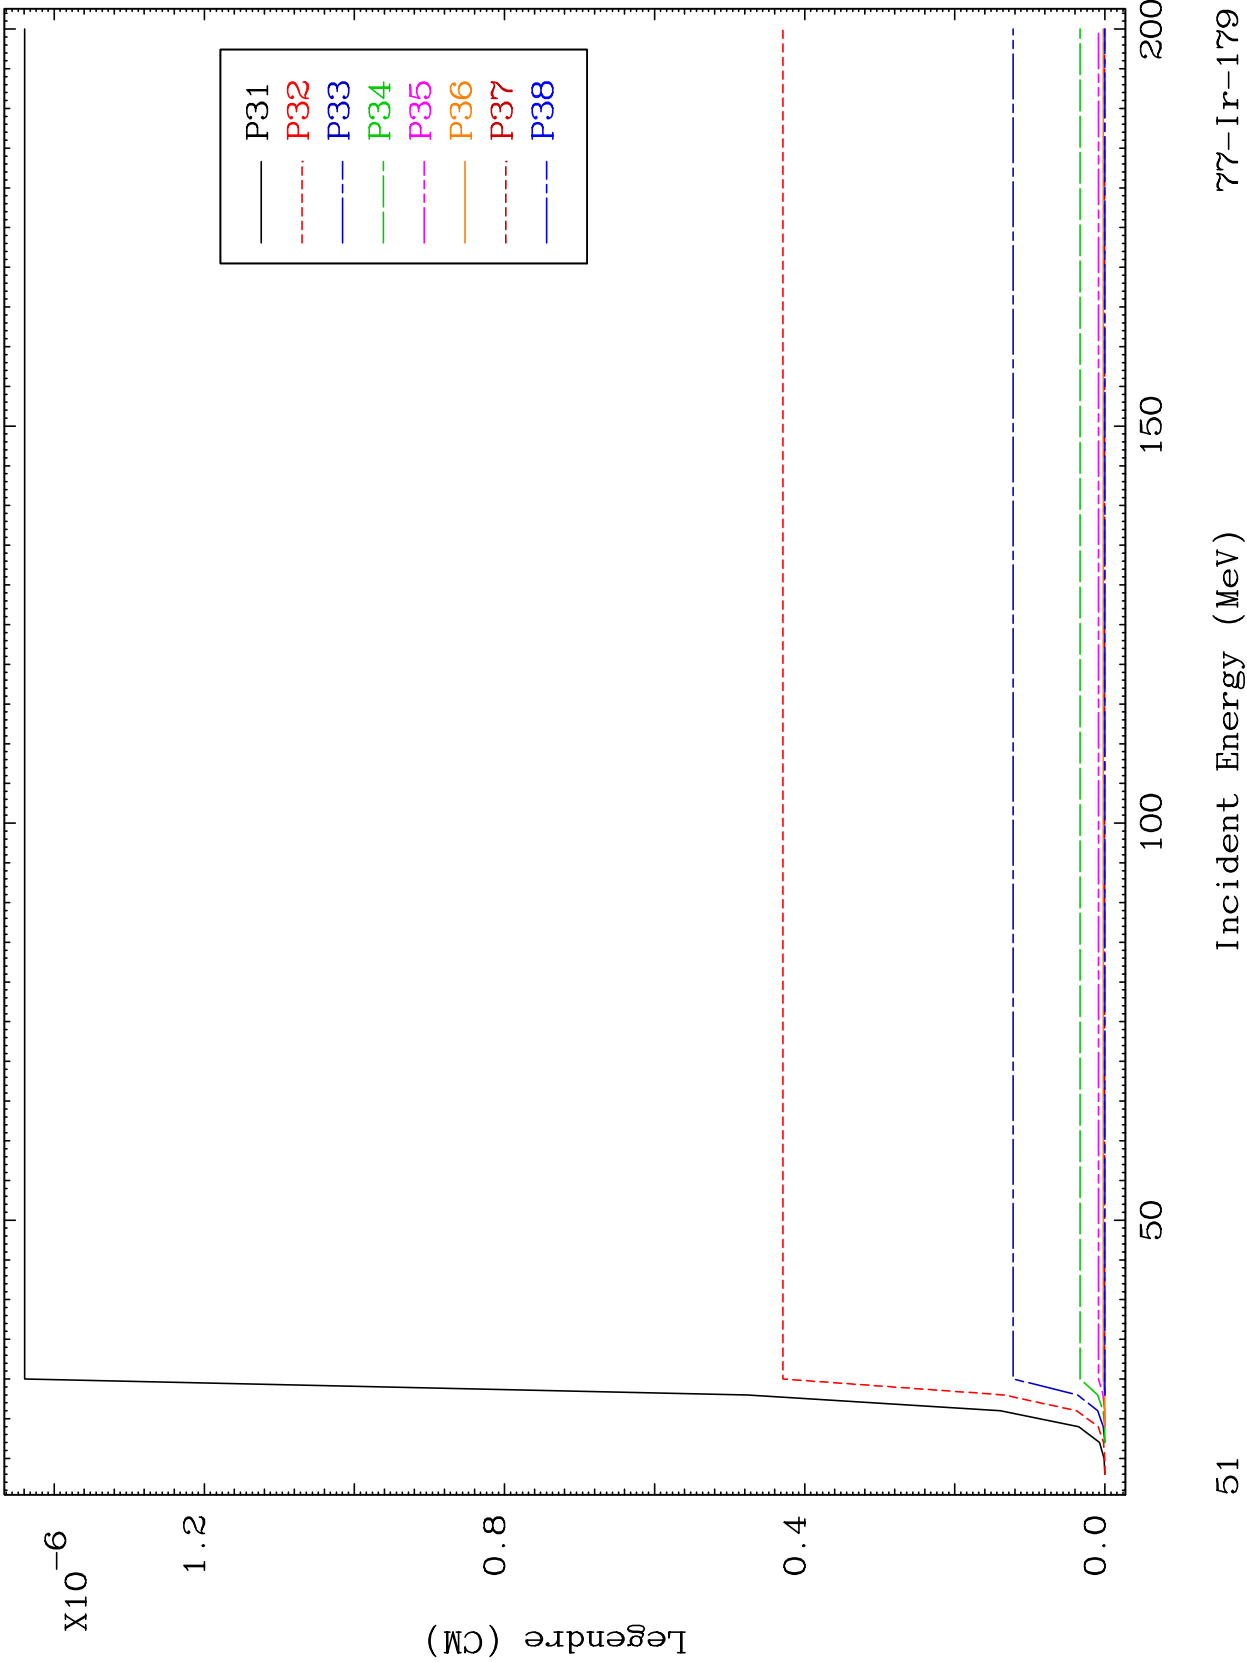 X10-6
1.2
0.8
0.4
0.0
Legendre (CM)
P31
P32
P33
P34
P35
P36
P37
P38
50
100
150
200
51
Incident Energy (MeV)
77-Ir-179